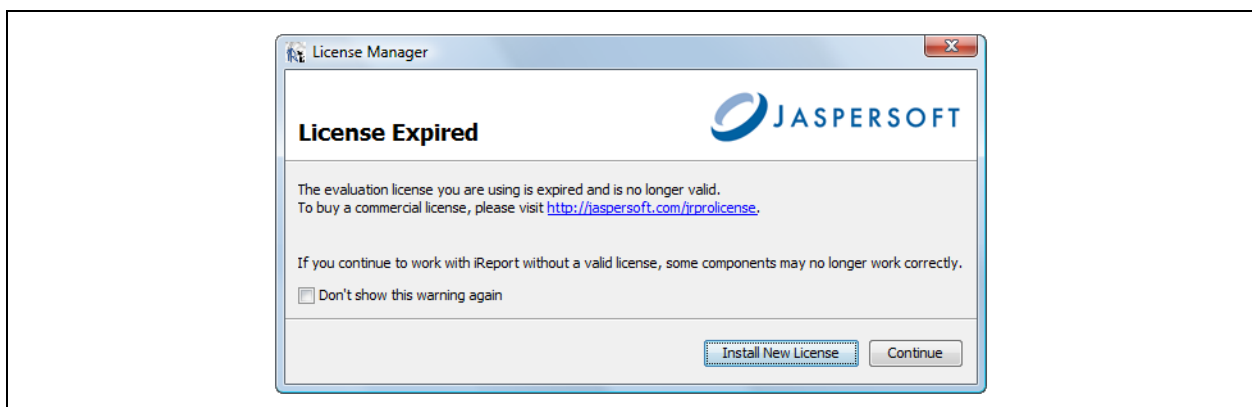 License Manager
JASPERSOFT
License Expired
The evaluation license you are using is expired and is no longer valid.
To buy a commercial license, please visit http://jaspersoft.com/jrprolicense.
If you continue to work with iReport without a valid license, some components may no longer work correctly.
Don't show this warning again
Install New License Continue